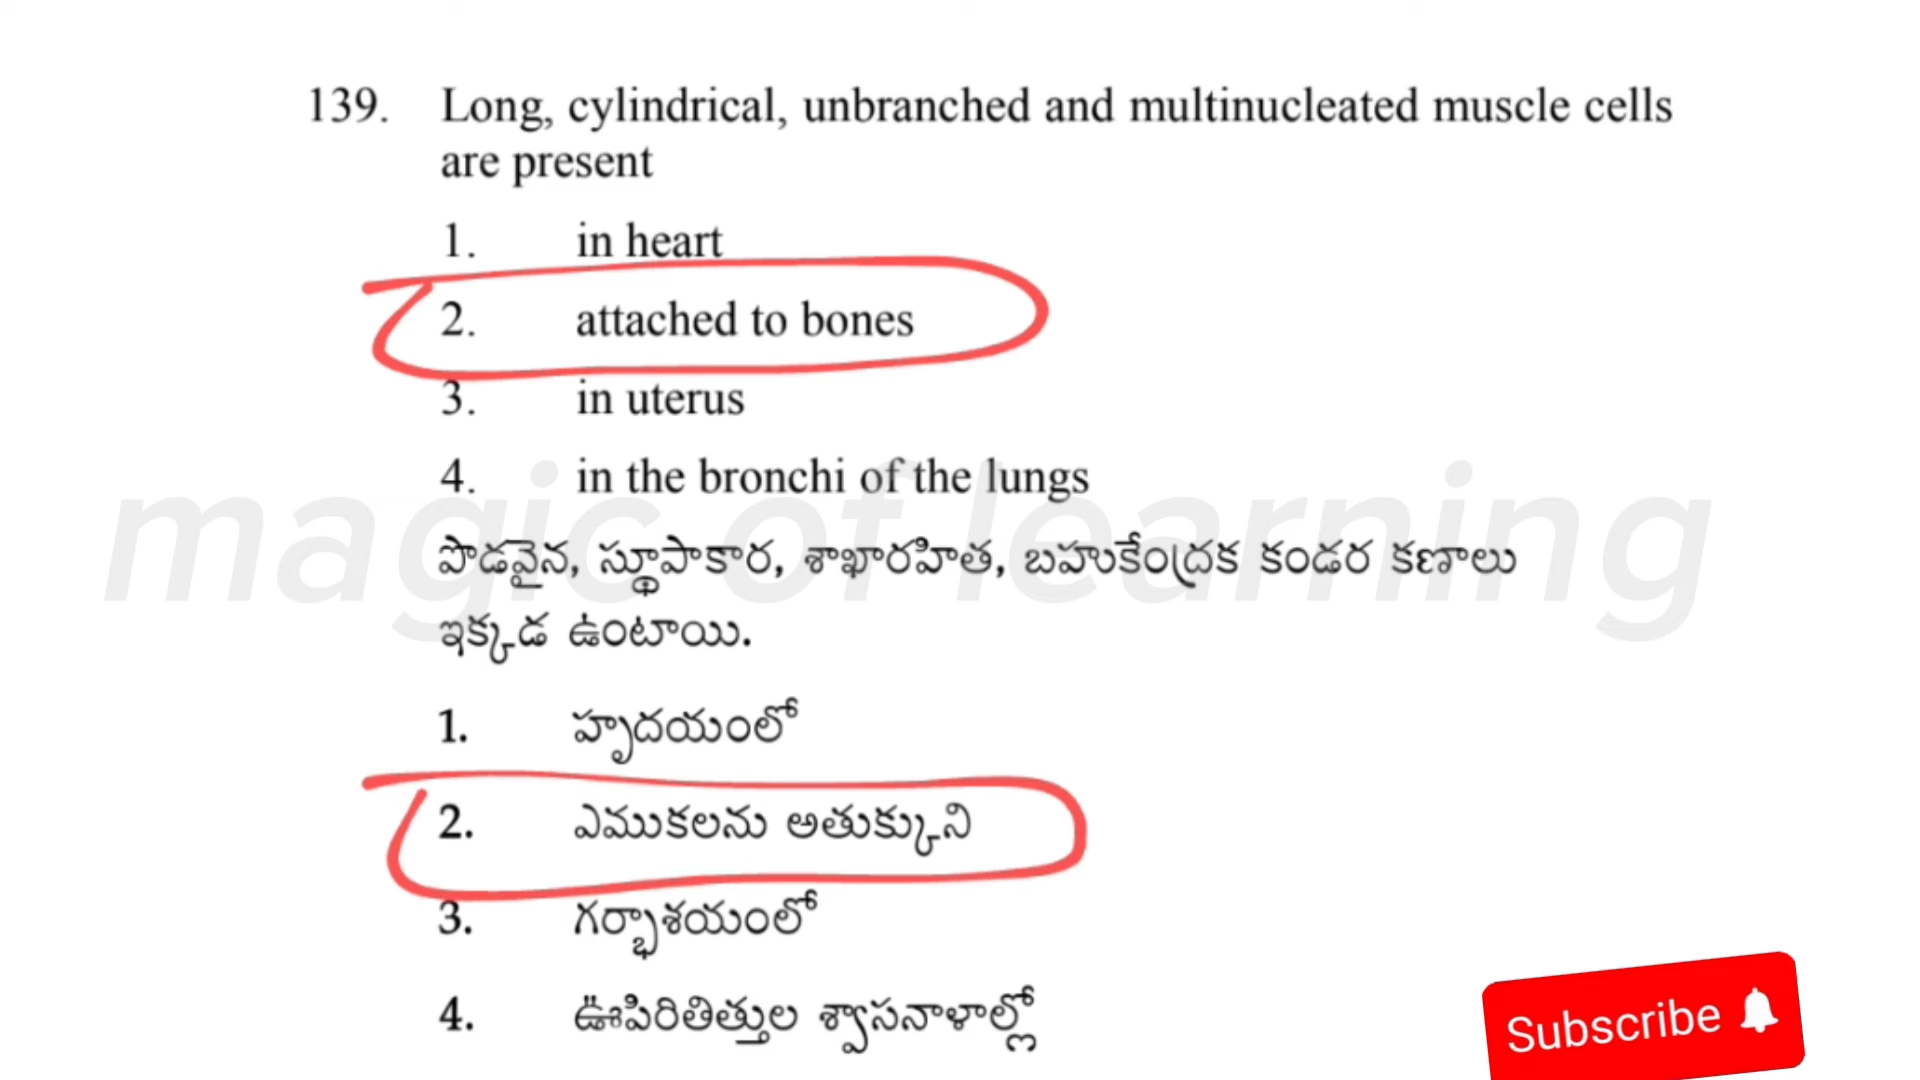 139. Long, cylindrical, unbranched and multinucleated muscle cells
are present
1. in heart
2. attached to bones
3. in uterus
4. in the bronchi of the lungs
magic of learning
పొడవైన, స్థూపాకార, శాఖారహిత, బహుకేంద్రక కండర కణాలు
ఇక్కడ ఉంటాయి.
1. హృదయంలో
2. ఎముకలను అతుక్కుని
3. గర్భాశయంలో
4. ఊపిరితిత్తుల శ్వాసనాళాల్లో
Subscribe